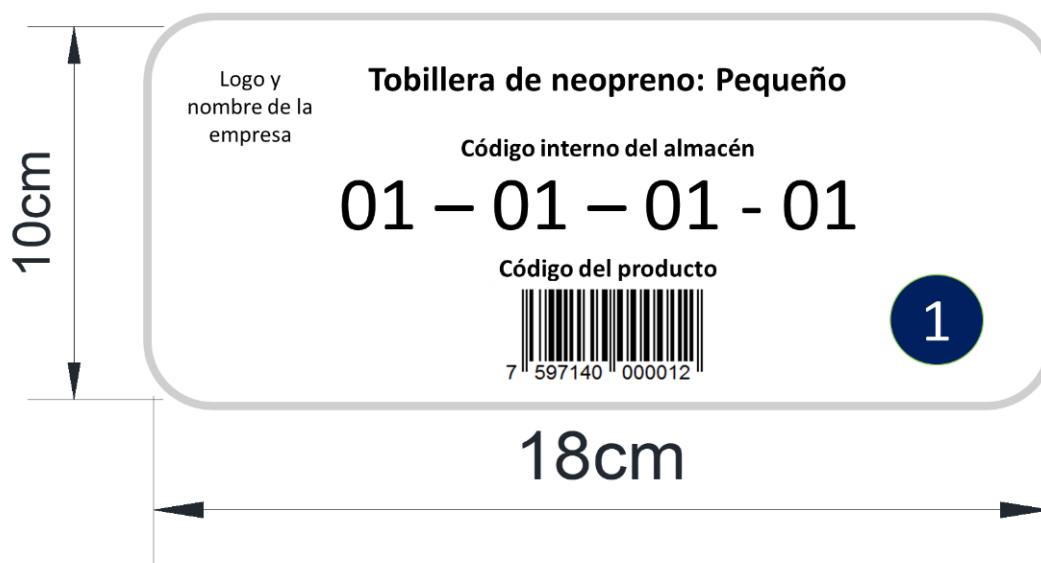 Logo y
nombre de la
empresa
Tobillera de neopreno: Pequeño
Código interno del almacén
01 – 01 – 01 - 01
Código del producto
7 597140 000012
1
10cm
18cm